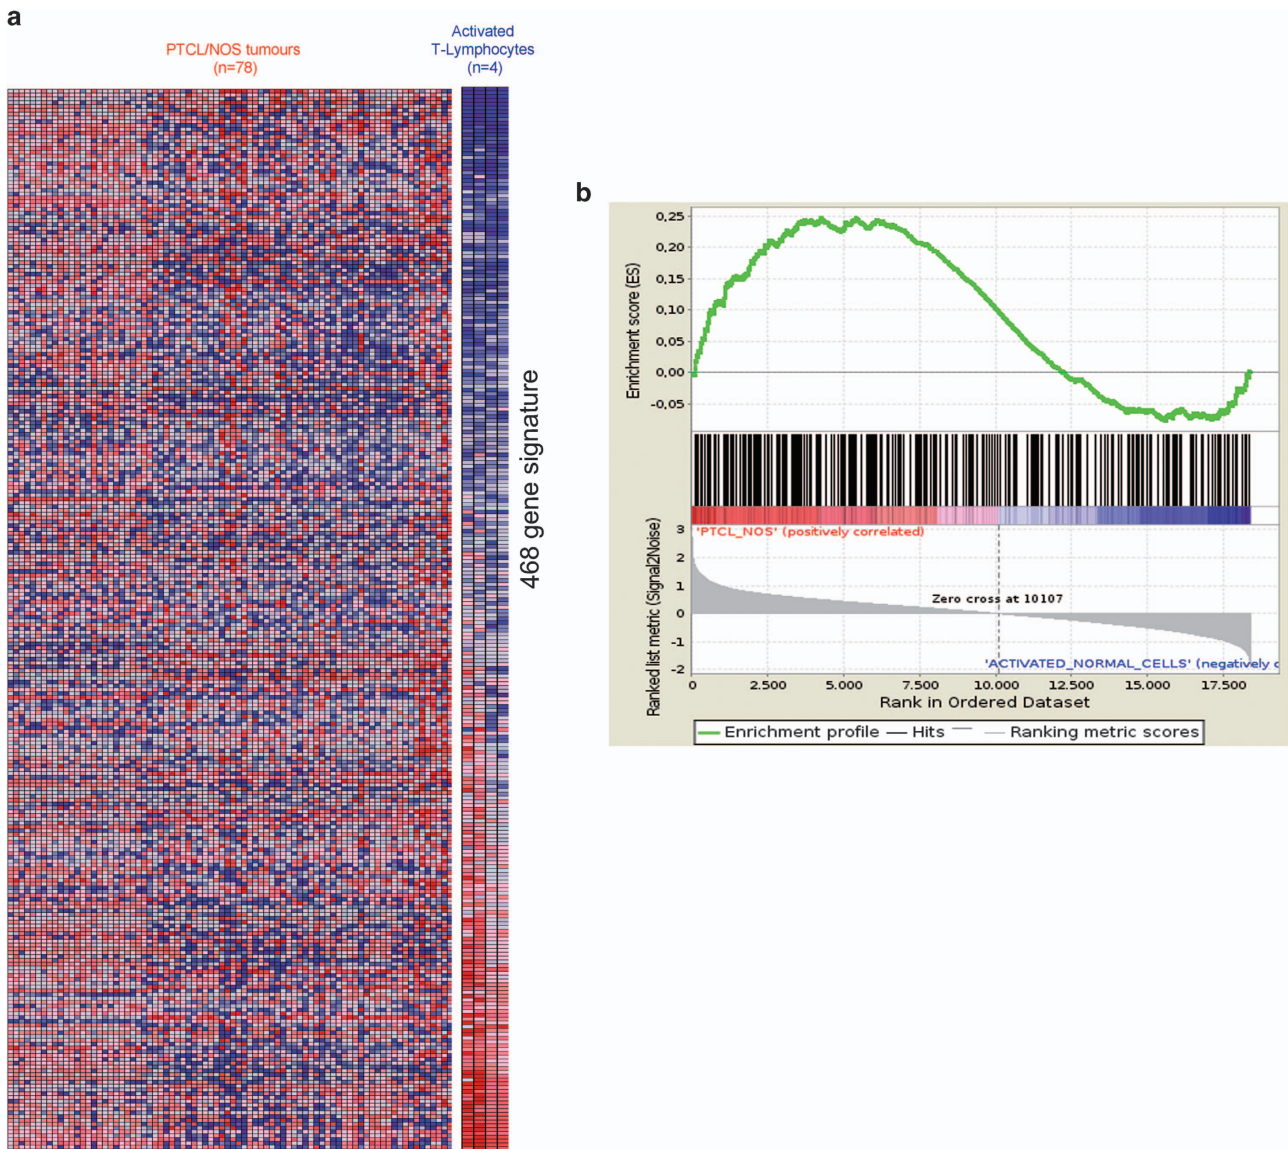 a
PTCL/NOS tumours
(n=78)
Activated
T-Lymphocytes
(n=4)
468 gene signature
b
Enrichment score (ES)
0,25
0,20
0,15
0,10
0,05
0,00
-0,05
Ranked list metric (Signal2Noise)
3
2
1
0
-1
-2
'PTCL_NOS' (positively correlated)
Zero cross at 10107
'ACTIVATED_NORMAL_CELLS' (negatively c
0 2.500 5.000 7.500 10.000 12.500 15.000 17.500
Rank in Ordered Dataset
Enrichment profile Hits Ranking metric scores